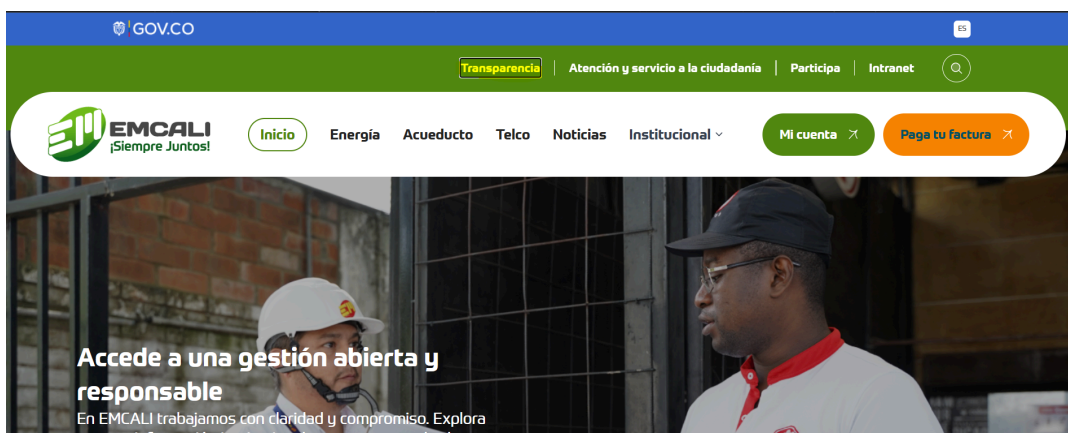 GOV.CO
ES
Transparencia
Atención y servicio a la ciudadanía
Participa
Intranet
EMCALI
¡Siempre Juntos!
Inicio
Energía
Acueducto
Telco
Noticias
Institucional
Mi cuenta
Paga tu factura
Accede a una gestión abierta y
responsable
En EMCALI trabajamos con claridad y compromiso. Explora